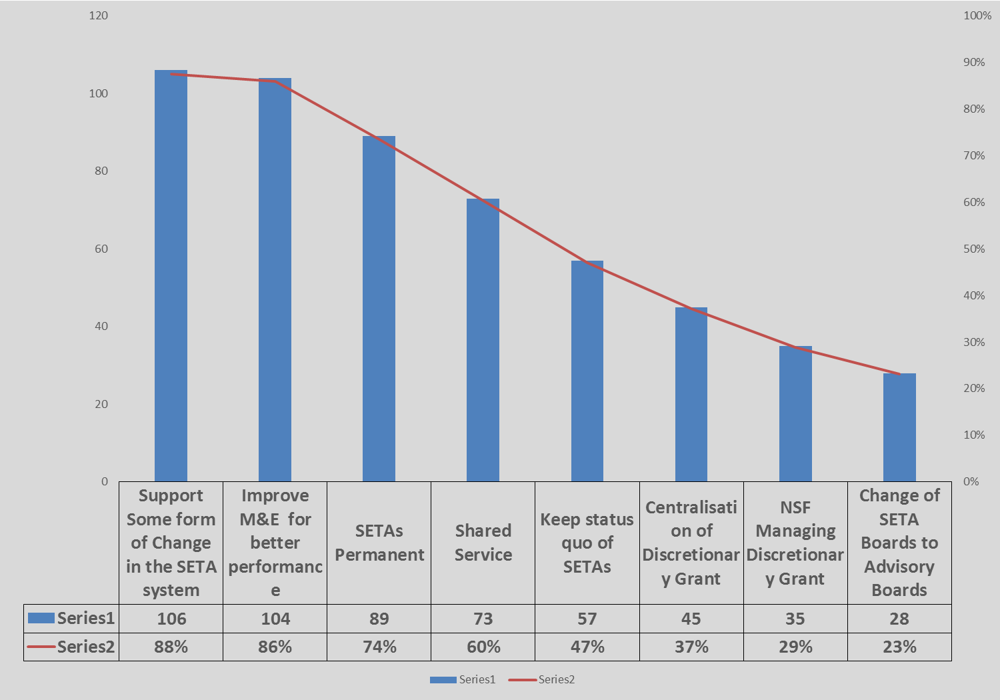 120
100
80
60
40
20
0
100%
90%
80%
70%
60%
50%
40%
30%
20%
10%
0%
Support
Some form
of Change
in the SETA
system
Improve
M&E for
better
performanc
e
SETAs
Permanent
Shared
Service
Keep status
quo of
SETAs
Centralisati
on of
Discretionar
y Grant
NSF
Managing
Discretionar
y Grant
Change of
SETA
Boards to
Advisory
Boards
Series1 106 104 89 73 57 45 35 28
Series2 88% 86% 74% 60% 47% 37% 29% 23%
Series1 Series2